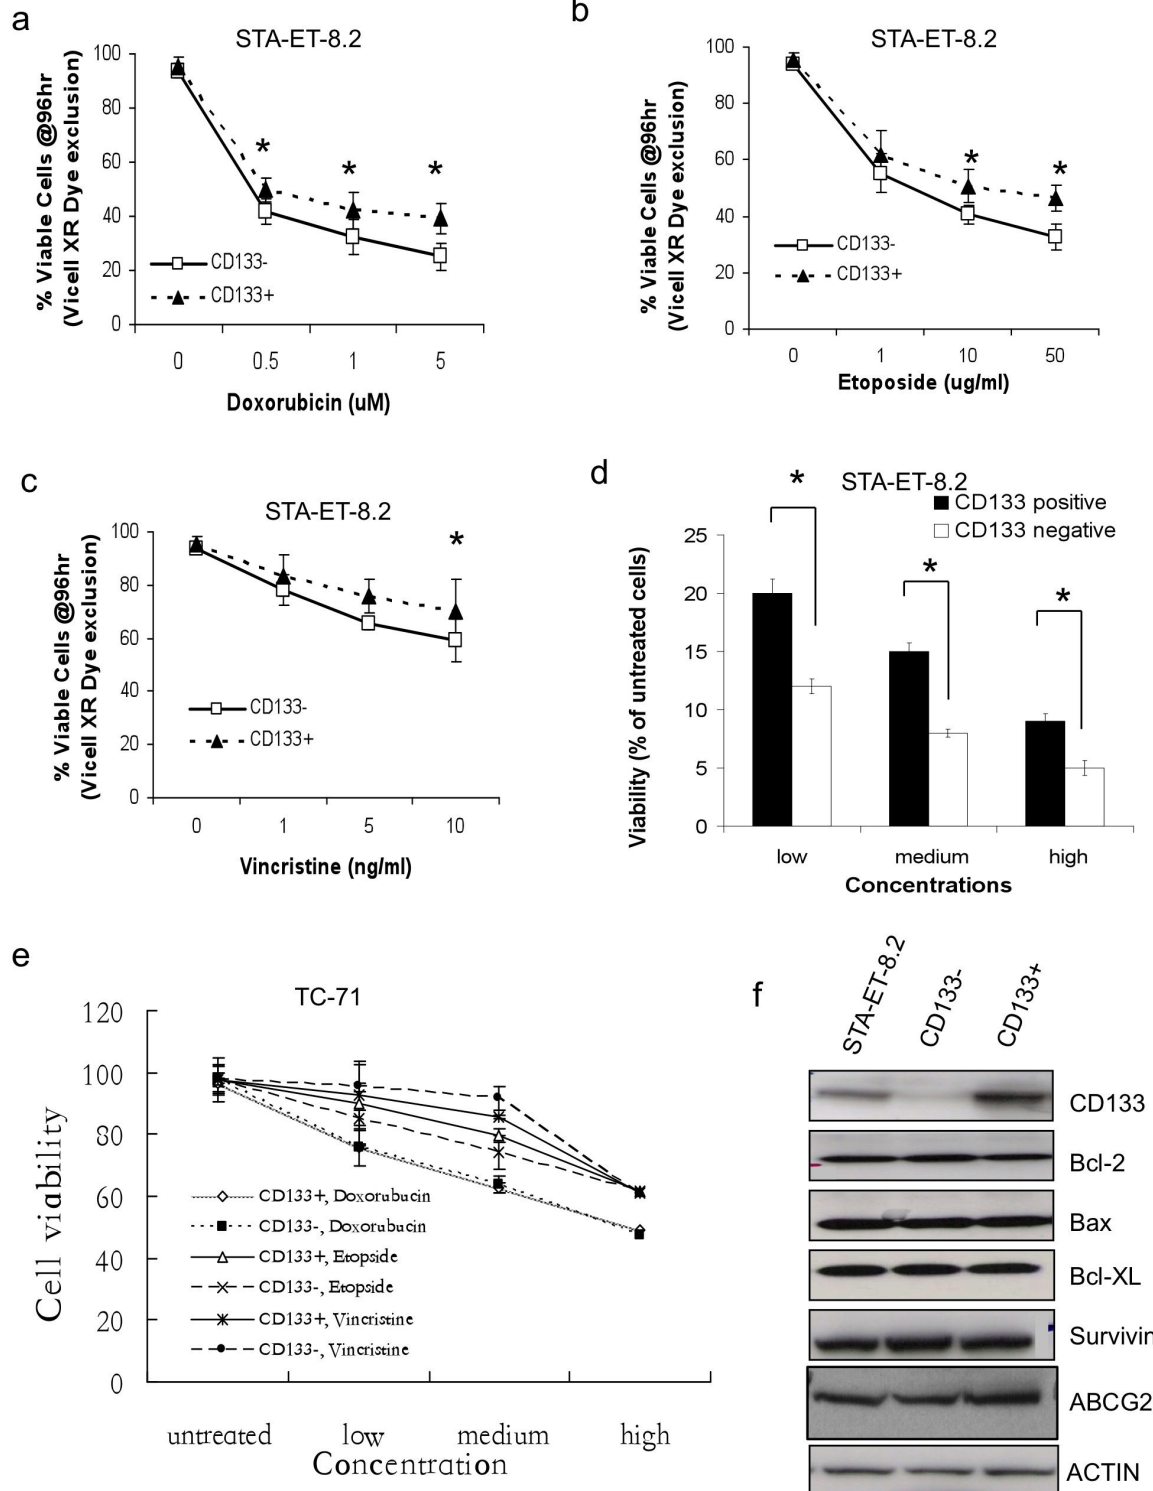 a
STA-ET-8.2
% Viable Cells @96hr
(Vicell XR Dye exclusion)
100
80
60
40
20
0
*
*
*
CD133-
CD133+
0 0.5 1 5
Doxorubicin (uM)
b
STA-ET-8.2
% Viable Cells @96hr
(Vicell XR Dye exclusion)
100
80
60
40
20
0
*
*
CD133-
CD133+
0 1 10 50
Etoposide (ug/ml)
c
STA-ET-8.2
% Viable Cells @96hr
(Vicell XR Dye exclusion)
100
80
60
40
20
0
*
CD133-
CD133+
0 1 5 10
Vincristine (ng/ml)
d
STA-ET-8.2
CD133 positive
CD133 negative
Viability (% of untreated cells)
25
20
15
10
5
0
*
*
*
low medium high
Concentrations
e
TC-71
Cell viability
120
100
80
60
40
20
0
CD133+, Doxorubucin
CD133-, Doxorubucin
CD133+, Etopside
CD133-, Etopside
CD133+, Vincristine
CD133-, Vincristine
untreated low medium high
Concentration
f
STA-ET-8.2
CD133-
CD133+
CD133
Bcl-2
Bax
Bcl-XL
Survivin
ABCG2
ACTIN